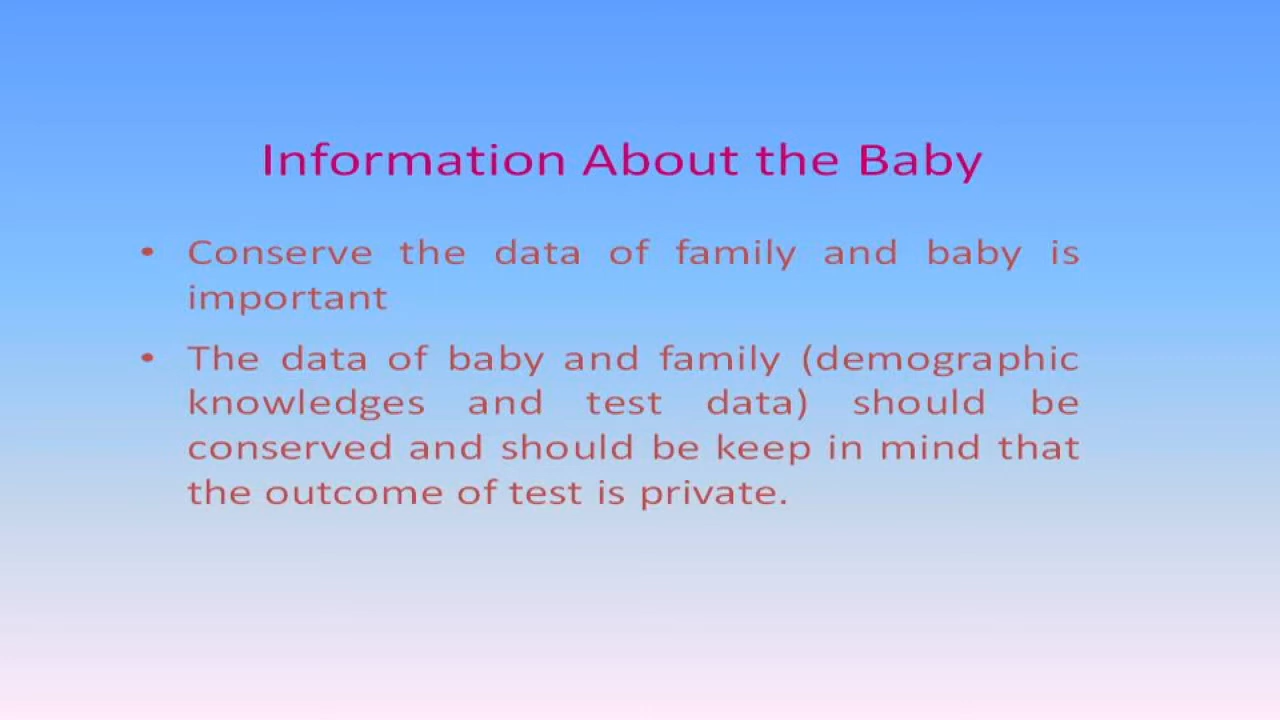 Information About the Baby
• Conserve the data of family and baby is
important
• The data of baby and family (demographic
knowledges and test data) should be
conserved and should be keep in mind that
the outcome of test is private.